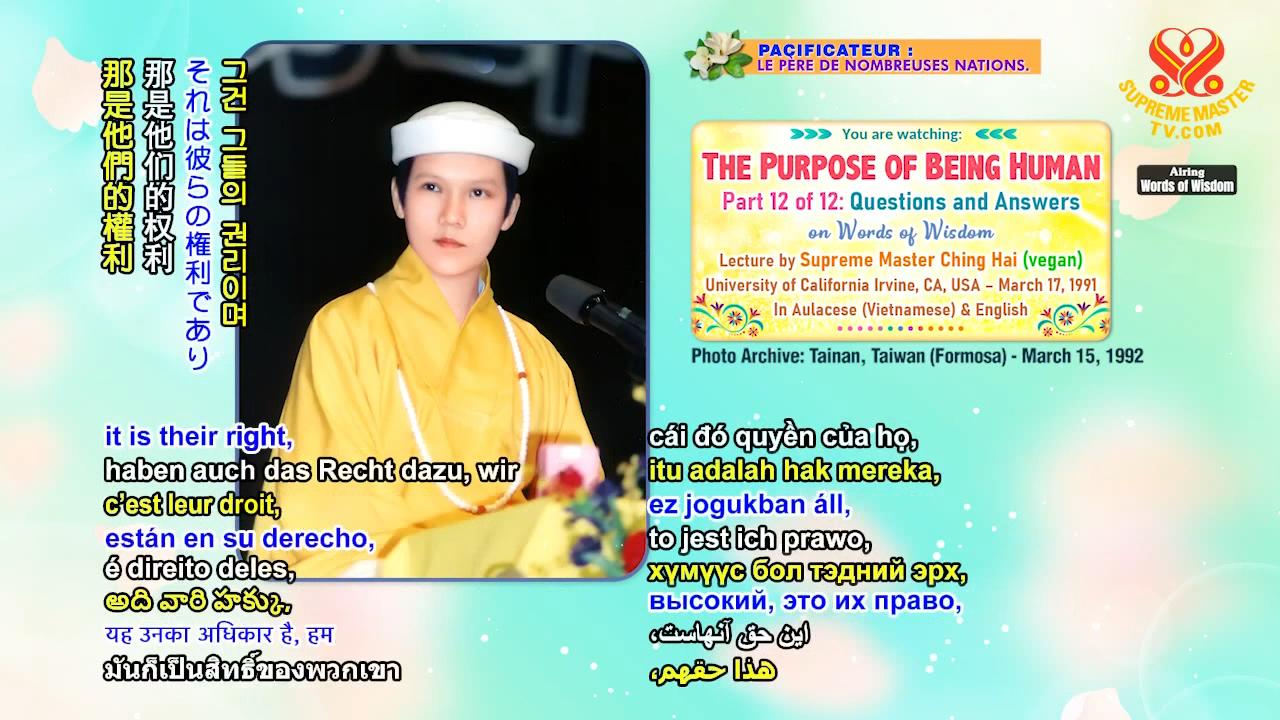 那是他們的權利
那是他们的权利
それは彼らの権利であり
그건 그들의 권리이며
PACIFICATEUR :
LE PÈRE DE NOMBREUSES NATIONS.
SUPREME MASTER
TV.COM
You are watching:
THE PURPOSE OF BEING HUMAN
Part 12 of 12: Questions and Answers
on Words of Wisdom
Lecture by Supreme Master Ching Hai (vegan)
University of California Irvine, CA, USA – March 17, 1991
In Aulacese (Vietnamese) & English
Airing
Words of Wisdom
Photo Archive: Tainan, Taiwan (Formosa) - March 15, 1992
it is their right,
haben auch das Recht dazu, wir
c’est leur droit,
están en su derecho,
é direito deles,
అది వారి హక్కు.
यह उनका अधिकार है, हम
มันก็เป็นสิทธิ์ของพวกเขา
cái đó quyền của họ,
itu adalah hak mereka,
ez jogukban áll,
to jest ich prawo,
хүмүүс бол тэдний эрх,
высокий, это их право,
این حق آنهاست،
هذا حقهم،